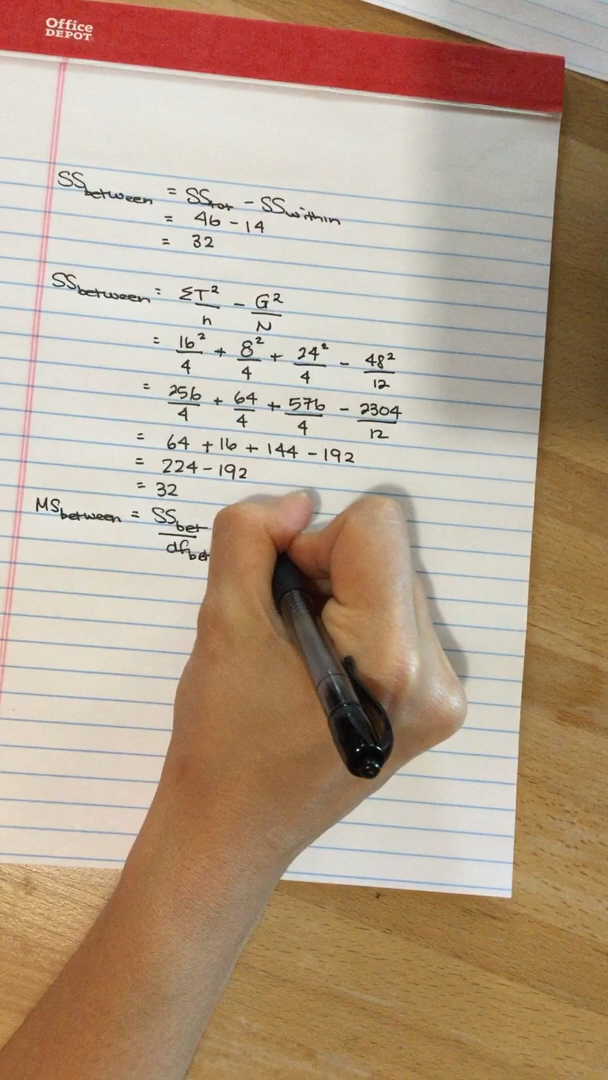 Office
DEPOT
SSbetween = SSTOT - SSwithin
= 46 - 14
= 32
SSbetween = ΣT²/n - G²/N
= 16²/4 + 8²/4 + 24²/4 - 48²/12
= 256/4 + 64/4 + 576/4 - 2304/12
= 64 + 16 + 144 - 192
= 224 - 192
= 32
MSbetween = SSbet/dfbet